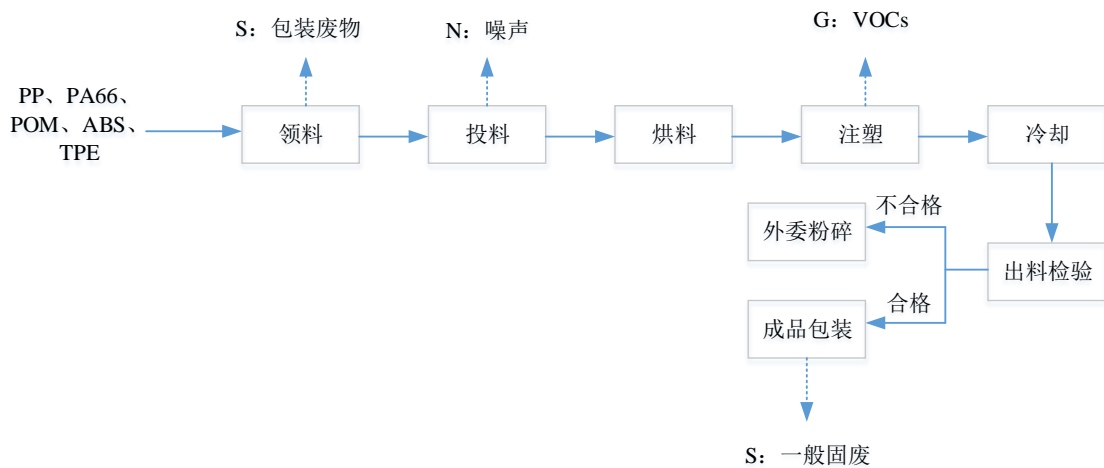 S：包装废物
N：噪声
G：VOCs
PP、PA66、
POM、ABS、
TPE
领料
投料
烘料
注塑
冷却
不合格
外委粉碎
出料检验
合格
成品包装
S：一般固废